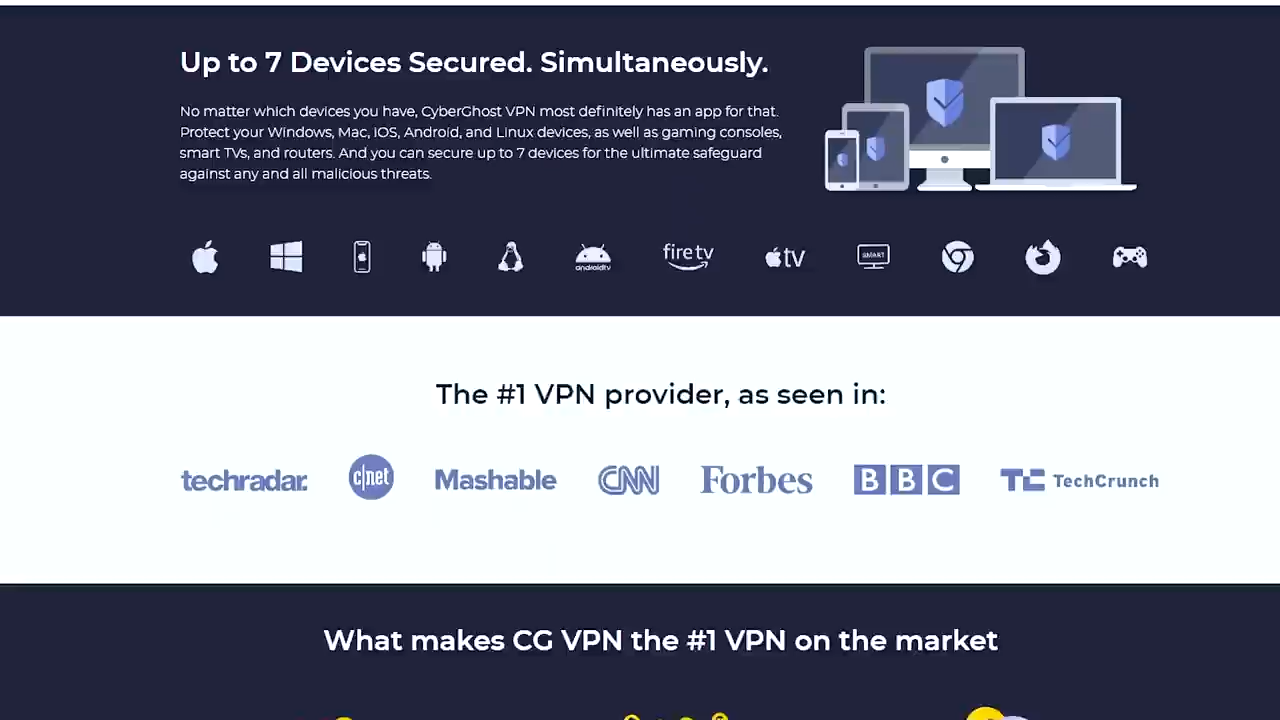 Up to 7 Devices Secured. Simultaneously.
No matter which devices you have, CyberGhost VPN most definitely has an app for that.
Protect your Windows, Mac, iOS, Android, and Linux devices, as well as gaming consoles,
smart TVs, and routers. And you can secure up to 7 devices for the ultimate safeguard
against any and all malicious threats.
androidtv firetv tv SMART
The #1 VPN provider, as seen in:
techradar. c|net Mashable CNN Forbes BBC TC TechCrunch
What makes CG VPN the #1 VPN on the market